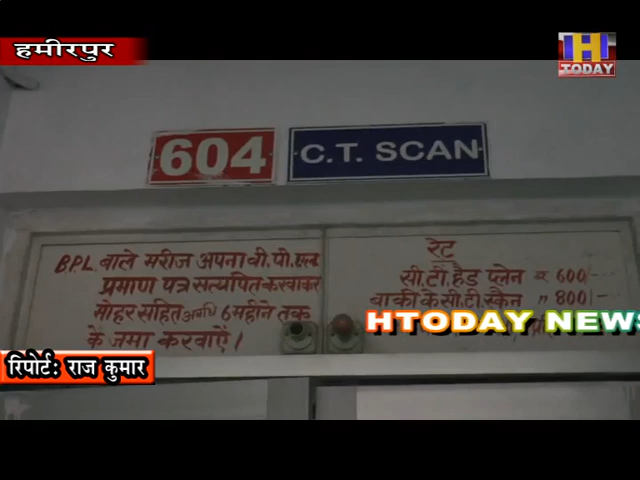 हमीरपुर
H
TODAY
604
C.T. SCAN
B.P.L. वाले मरीज अपना बी.पी.एल
प्रमाण पत्र सत्यापित करवाकर
मोहर सहित अवधि 6 महीने तक
के जमा करवाऐं।
रेट
सी.टी. हैड प्लेन ₹ 600/-
बाकी के सी.टी. स्कैन " 800/-
HTODAY NEWS
रिपोर्ट: राज कुमार